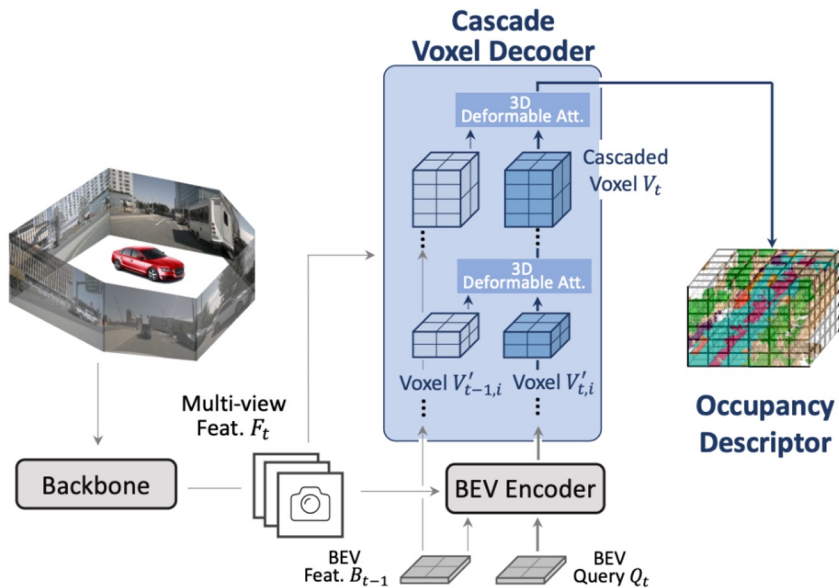 Cascade
Voxel Decoder
3D
Deformable Att.
Cascaded
Voxel $V_t$
3D
Deformable Att.
Voxel $V'_{t-1,i}$
Voxel $V'_{t,i}$
Multi-view
Feat. $F_t$
Occupancy
Descriptor
Backbone
BEV Encoder
BEV
Feat. $B_{t-1}$
BEV
Query $Q_t$